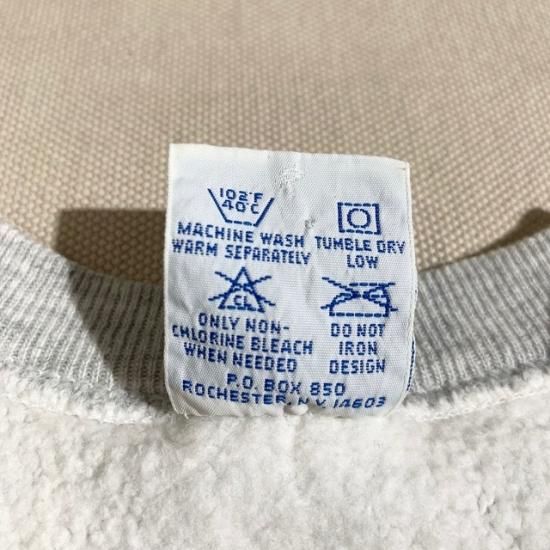 102°F
40°C
MACHINE WASH
WARM SEPARATELY
TUMBLE DRY
LOW
CL
ONLY NON-
CHLORINE BLEACH
WHEN NEEDED
DO NOT
IRON
DESIGN
P.O. BOX 850
ROCHESTER, N.Y. 14603